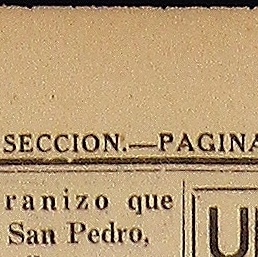 SECCION.—PAGINA
ranizo que
San Pedro,
U